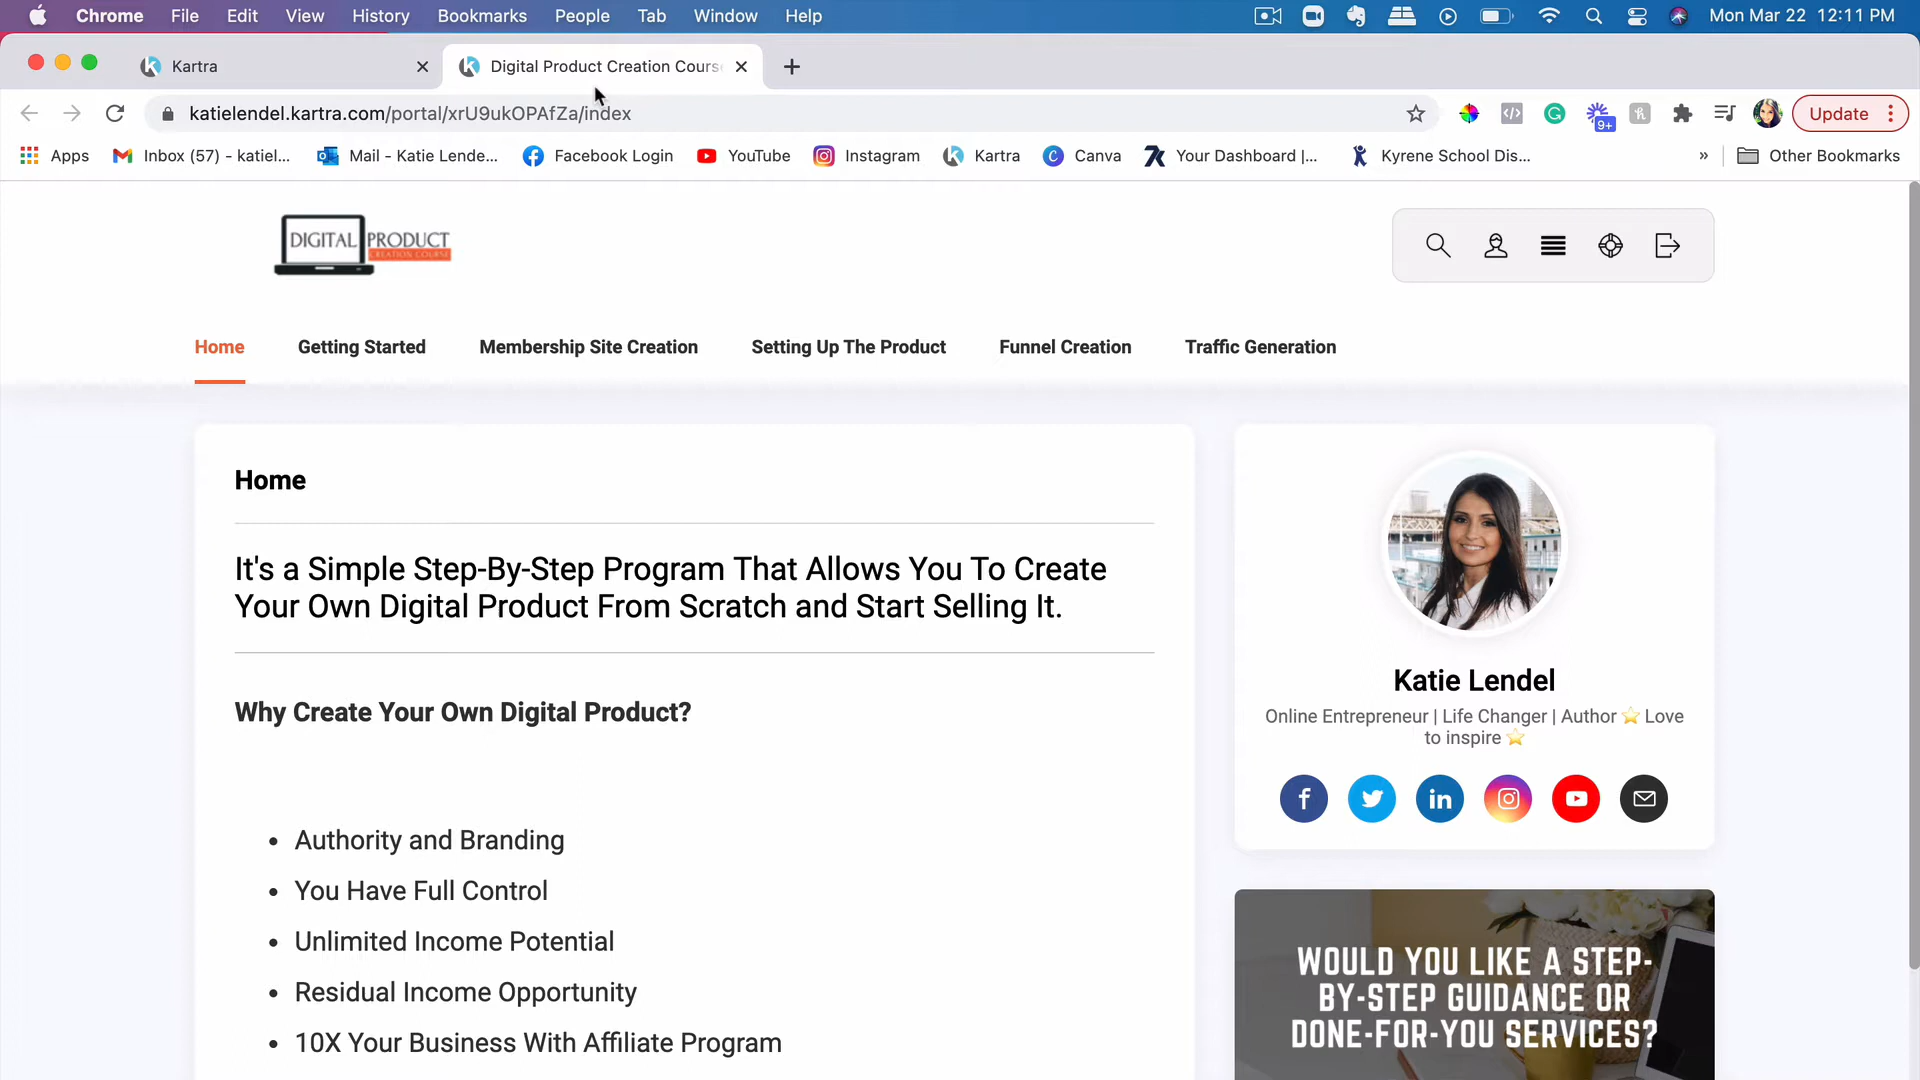 Chrome File Edit View History Bookmarks People Tab Window Help Mon Mar 22 12:11 PM
Kartra Digital Product Creation Cours
katielendel.kartra.com/portal/xrU9ukOPAfZa/index 9+ Update
Apps Inbox (57) - katiel... Mail - Katie Lende... Facebook Login YouTube Instagram Kartra Canva Your Dashboard |... Kyrene School Dis... » Other Bookmarks
DIGITAL PRODUCT
CREATION COURSE
Home Getting Started Membership Site Creation Setting Up The Product Funnel Creation Traffic Generation
Home
It's a Simple Step-By-Step Program That Allows You To Create
Your Own Digital Product From Scratch and Start Selling It.
Why Create Your Own Digital Product?
• Authority and Branding
• You Have Full Control
• Unlimited Income Potential
• Residual Income Opportunity
• 10X Your Business With Affiliate Program
Katie Lendel
Online Entrepreneur | Life Changer | Author ⭐ Love
to inspire ⭐
WOULD YOU LIKE A STEP-
BY-STEP GUIDANCE OR
DONE-FOR-YOU SERVICES?